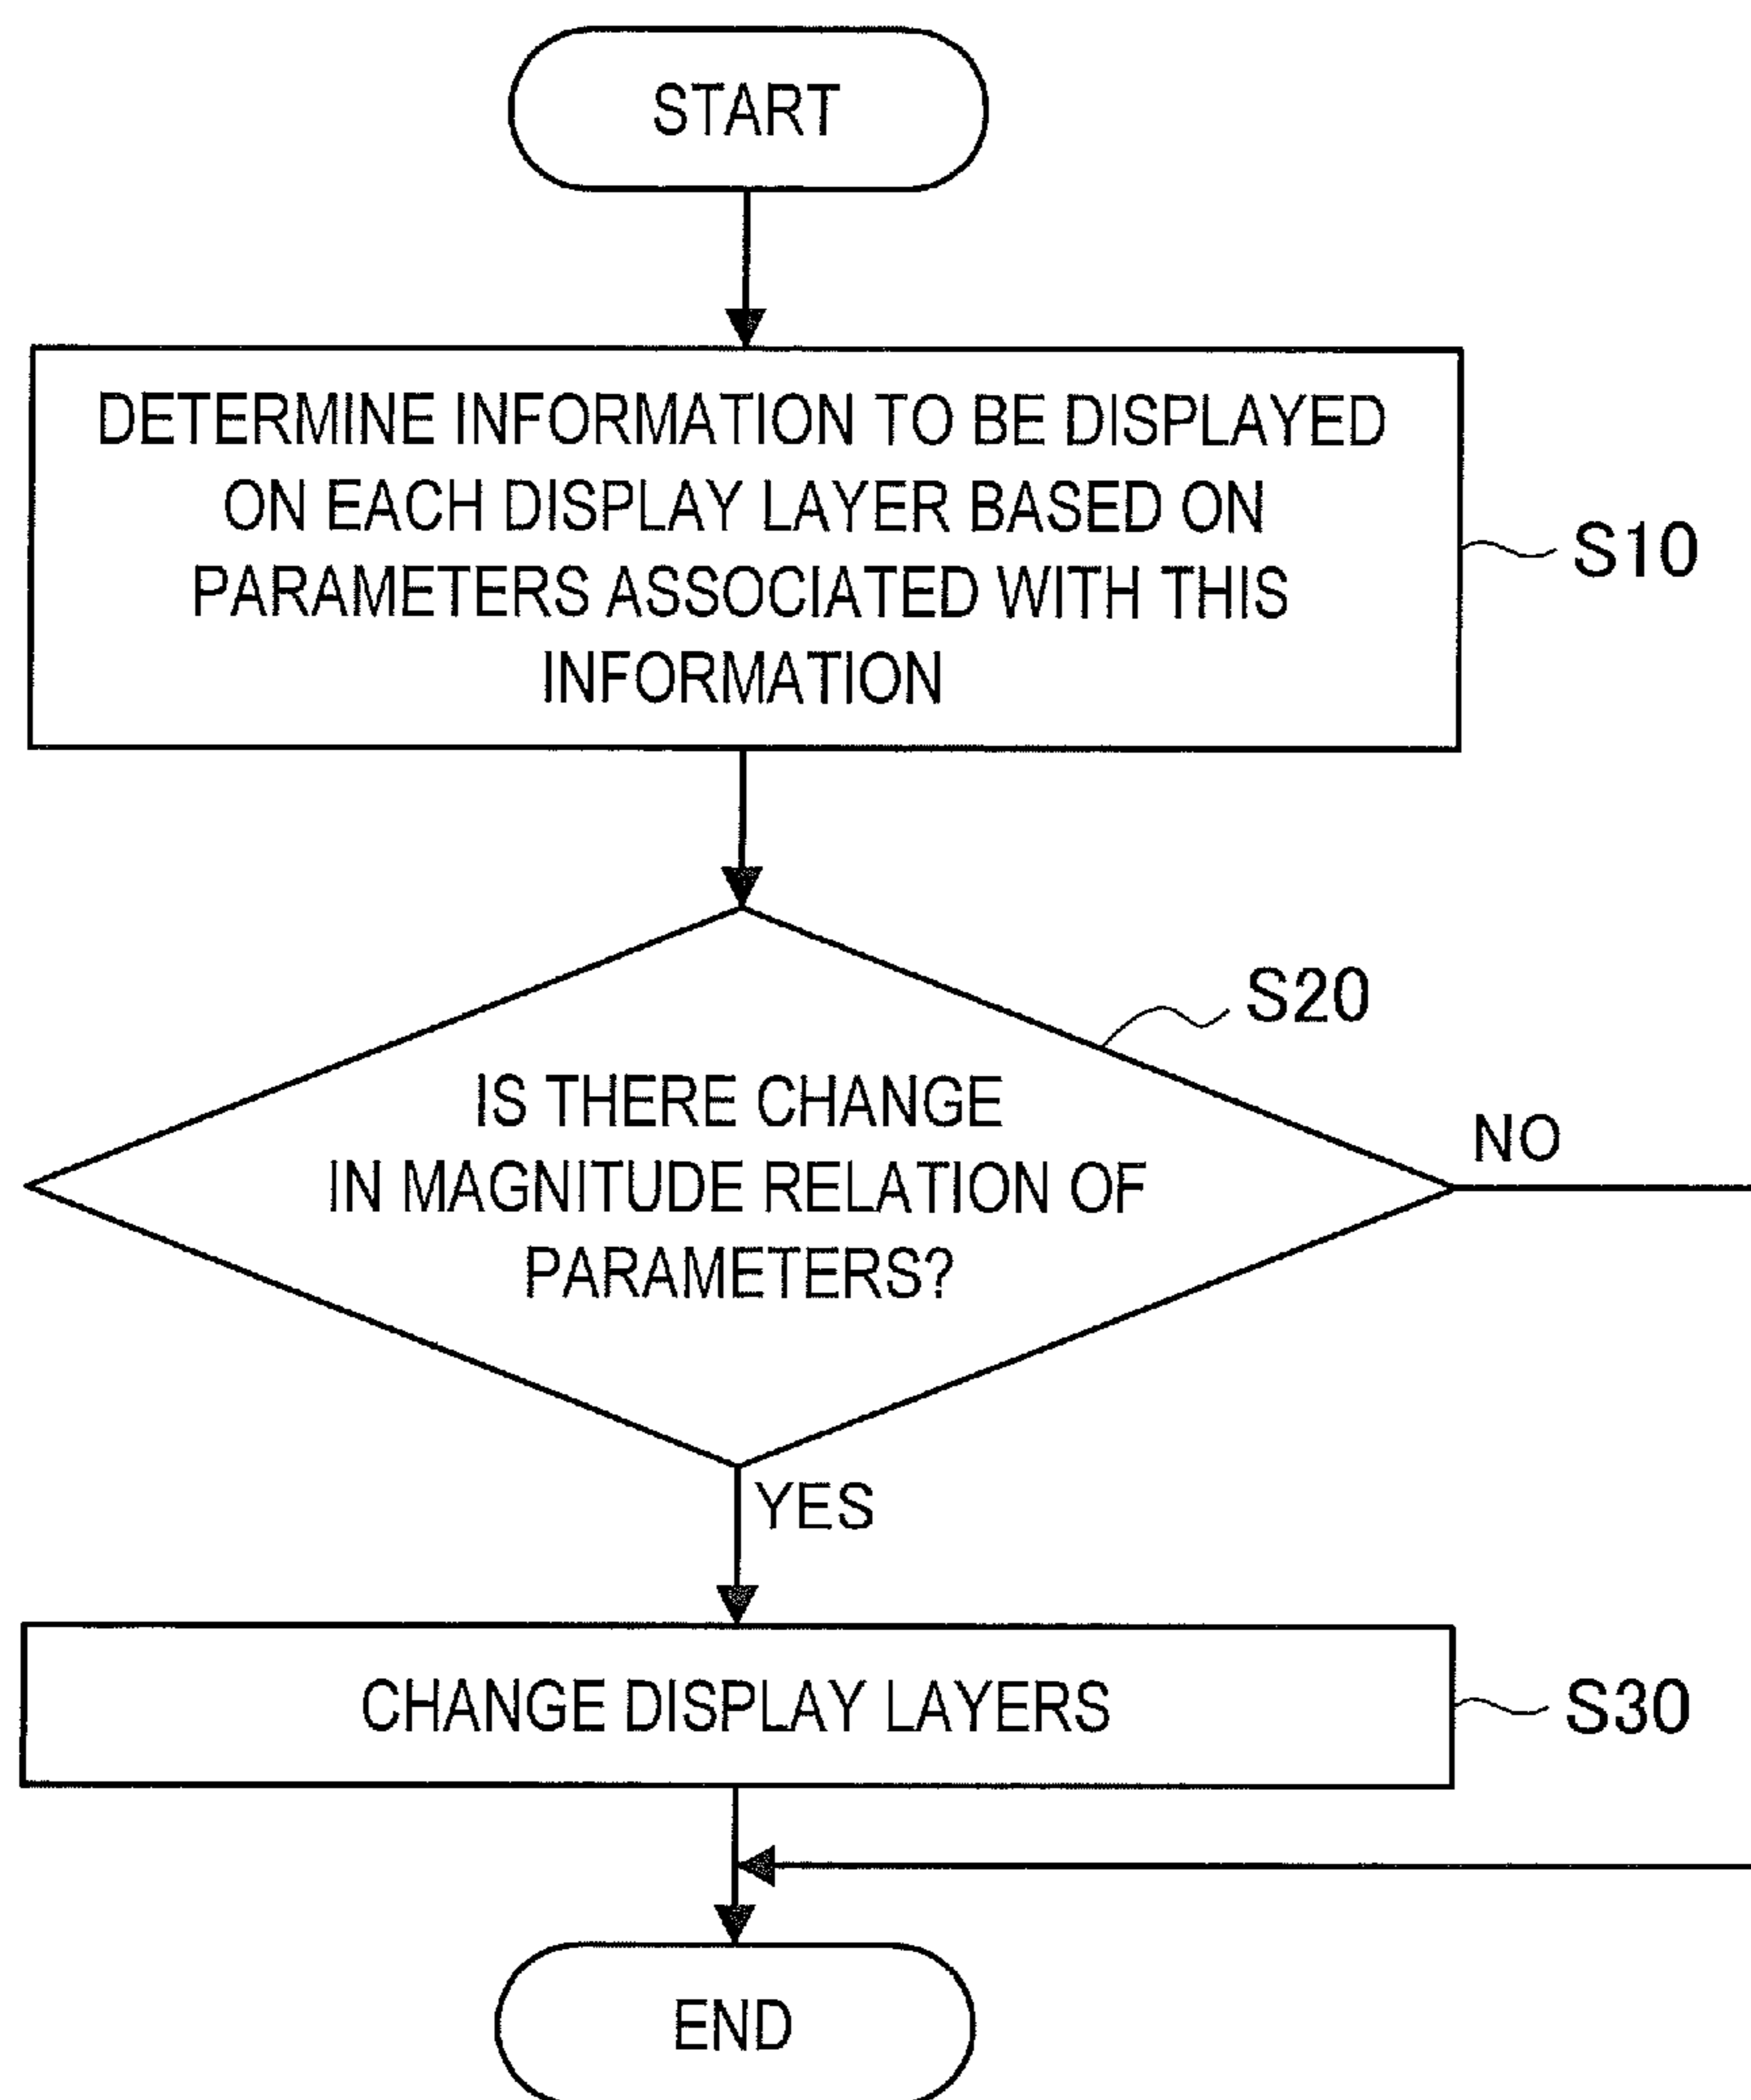 START
DETERMINE INFORMATION TO BE DISPLAYED
ON EACH DISPLAY LAYER BASED ON
PARAMETERS ASSOCIATED WITH THIS
INFORMATION
S10
S20
IS THERE CHANGE
IN MAGNITUDE RELATION OF
PARAMETERS?
NO
YES
CHANGE DISPLAY LAYERS
S30
END